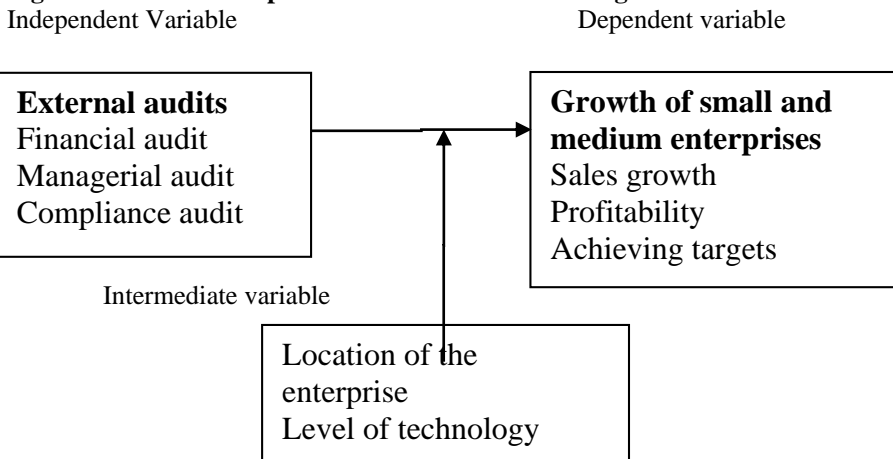 Independent Variable
Dependent variable
External audits
Financial audit
Managerial audit
Compliance audit
Growth of small and
medium enterprises
Sales growth
Profitability
Achieving targets
Intermediate variable
Location of the
enterprise
Level of technology